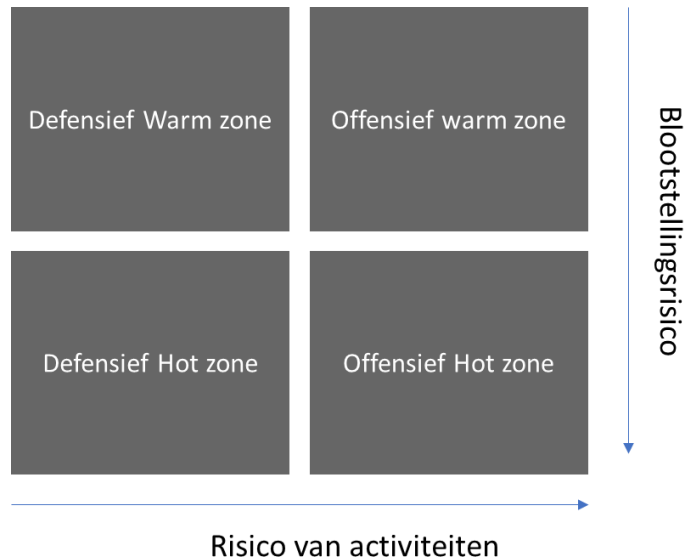 Defensief Warm zone
Offensief warm zone
Defensief Hot zone
Offensief Hot zone
Blootstellingsrisico
Risico van activiteiten